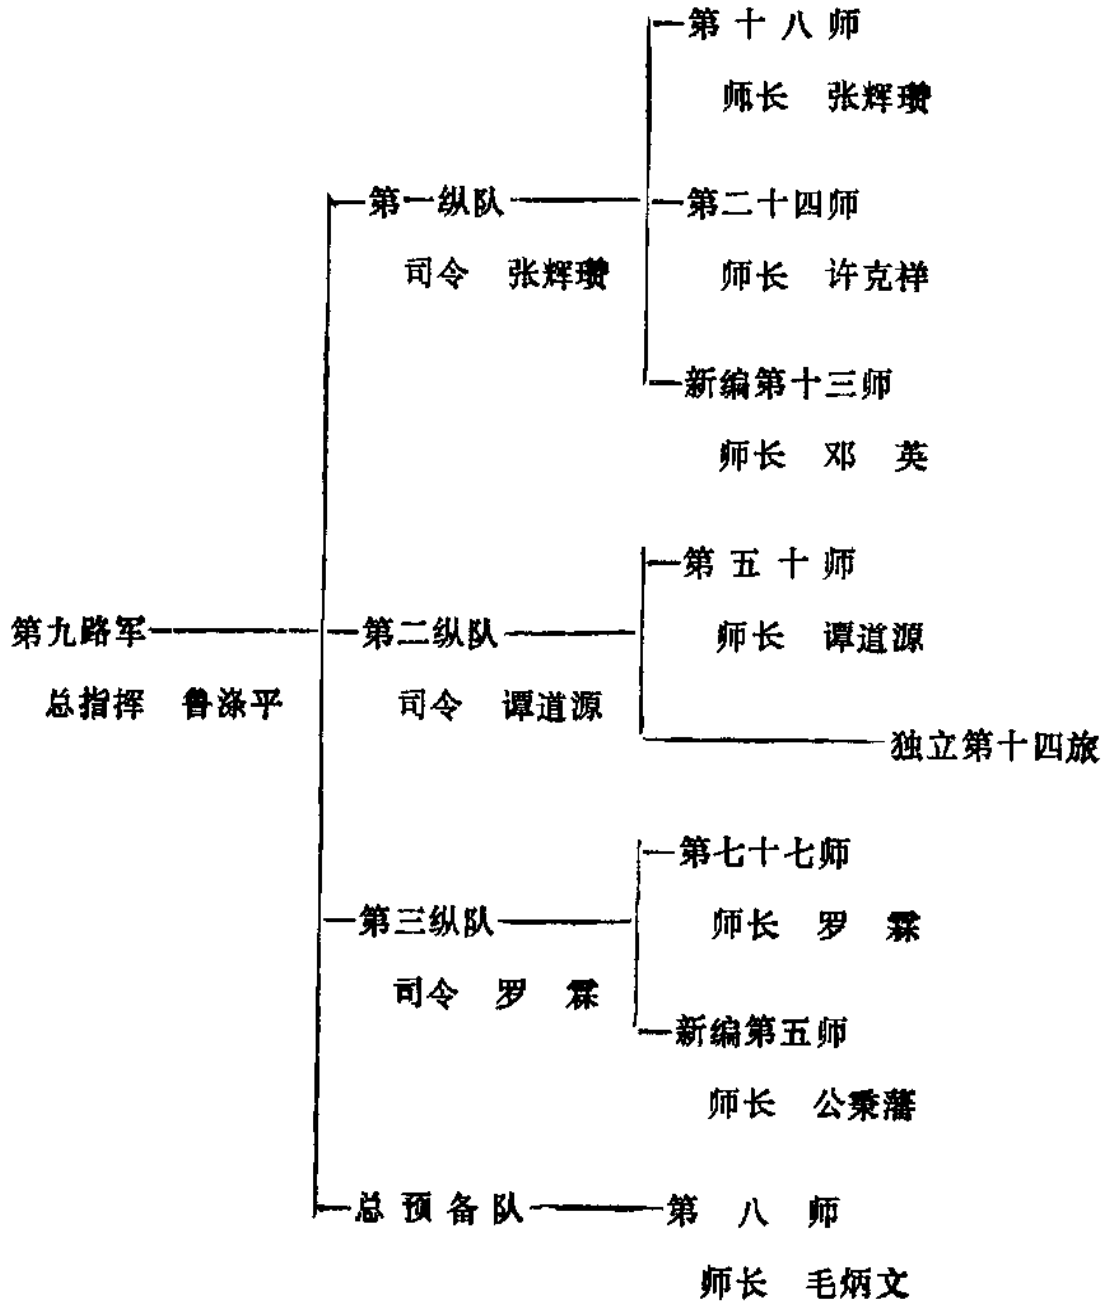 第九路军
总指挥 鲁涤平
第一纵队
司令 张辉瓒
第十八师
师长 张辉瓒
第二十四师
师长 许克祥
新编第十三师
师长 邓 英
第二纵队
司令 谭道源
第五十师
师长 谭道源
独立第十四旅
第三纵队
司令 罗 霖
第七十七师
师长 罗 霖
新编第五师
师长 公秉藩
总预备队
第八师
师长 毛炳文